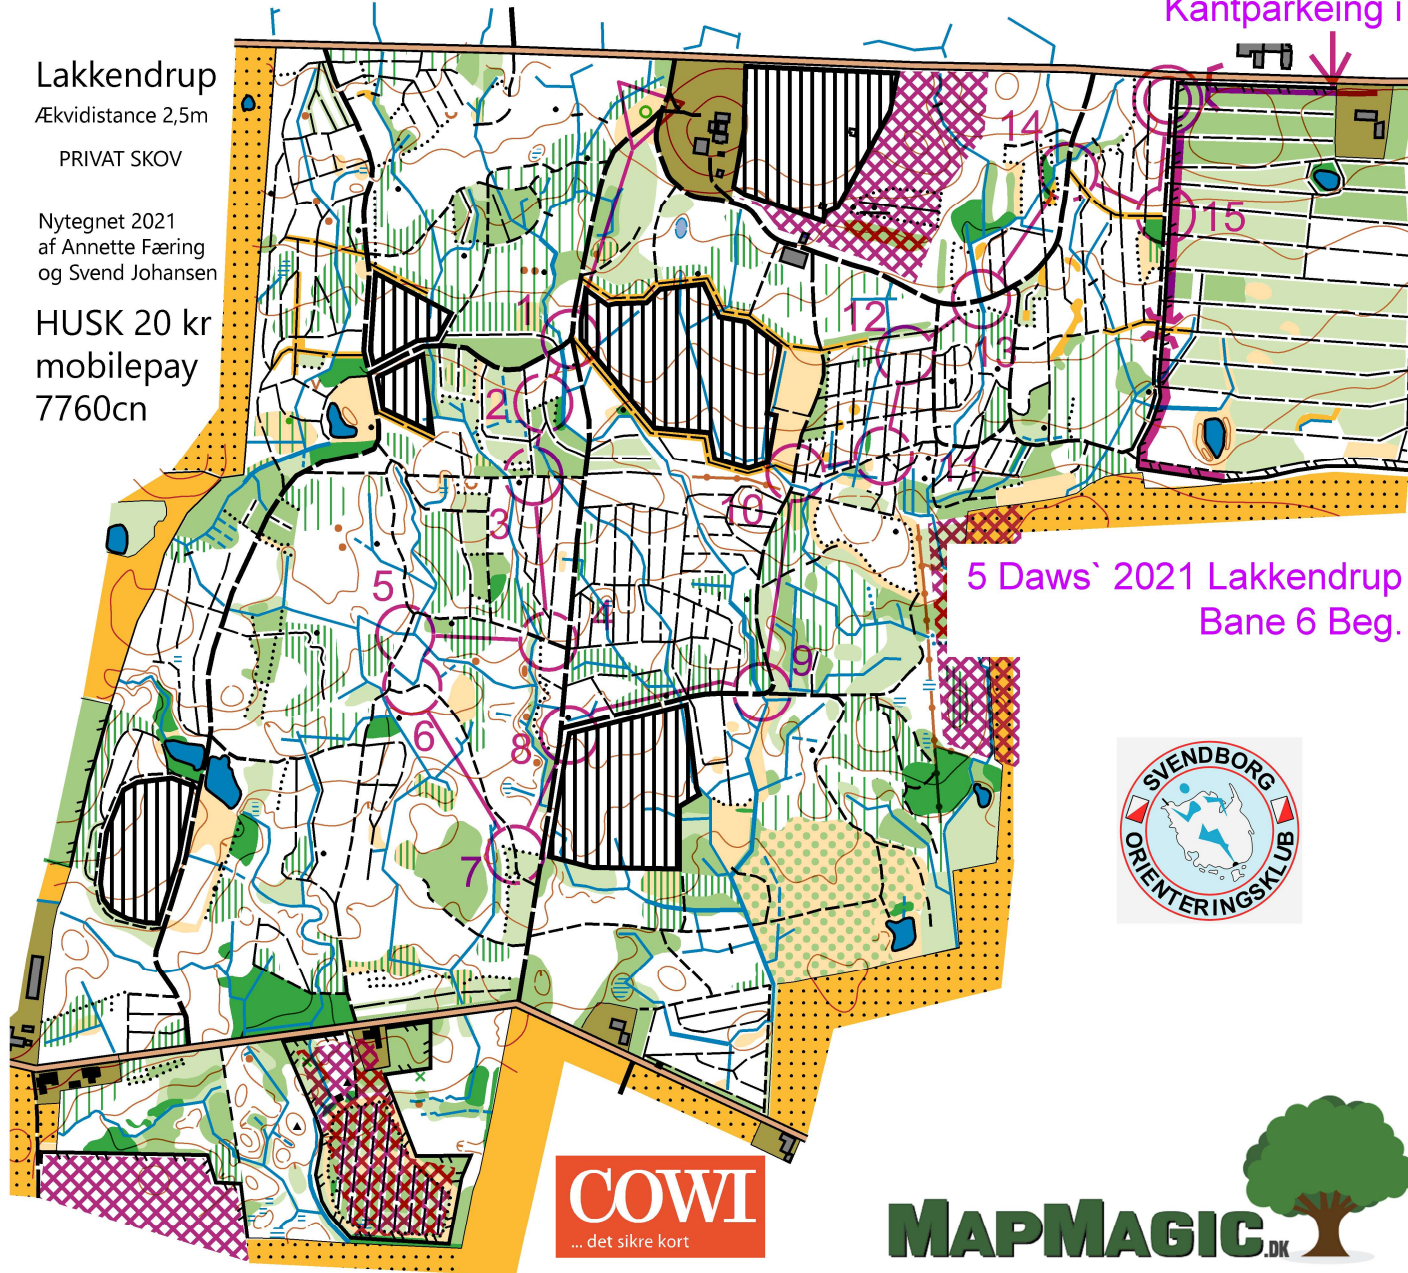 Kantparkeing i
Lakkendrup
Ækvidistance 2,5m
PRIVAT SKOV
Nytegnet 2021
af Annette Færing
og Svend Johansen
HUSK 20 kr
mobilepay
7760cn
14
15
1
12
13
2
11
10
3
5
4
5 Daws` 2021 Lakkendrup
Bane 6 Beg.
9
6
8
7
SVENDBORG
ORIENTERINGSKLUB
COWI
... det sikre kort
MAPMAGIC.DK